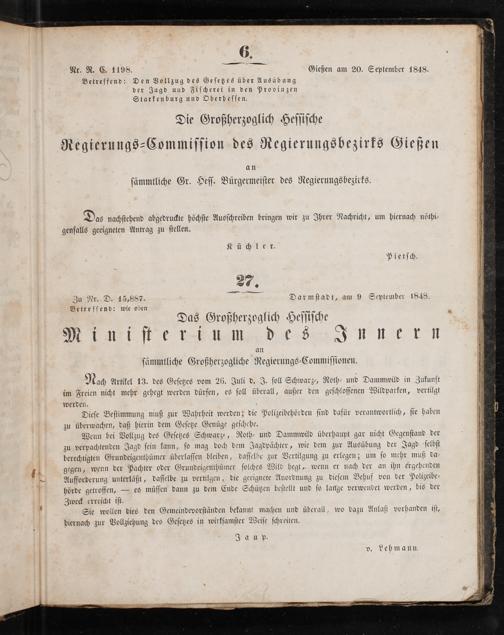 6.
Nr. R. C. 1198. Gießen am 20. September 1848.
Betreffend: Den Vollzug des Gesetzes über Ausübung
der Jagd und Fischerei in den Provinzen
Starkenburg und Oberhessen.
Die Großherzoglich Hessische
Regierungs-Commission des Regierungsbezirks Gießen
an
sämmtliche Gr. Hess. Bürgermeister des Regierungsbezirks.
Das nachstehend abgedruckte höchste Ausschreiben bringen wir zu Ihrer Nachricht, um hiernach nöthi-
genfalls geeigneten Antrag zu stellen.
Küchler.
Pietsch.
27.
Zu Nr. D. 15,887. Darmstadt, am 9 September 1848.
Betreffend: wie oben
Das Großherzoglich Hessische
Ministerium des Innern
an
sämmtliche Großherzogliche Regierungs-Commissionen.
Nach Artikel 13. des Gesetzes vom 26. Juli d. J. soll Schwarz-, Roth- und Dammwild in Zukunft
im Freien nicht mehr gehegt werden dürfen, es soll überall, außer den geschlossenen Wildparken, vertilgt
werden.
Diese Bestimmung muß zur Wahrheit werden; die Polizeibehörden sind dafür verantwortlich, sie haben
zu überwachen, daß hierin dem Gesetze Genüge geschehe.
Wenn bei Vollzug des Gesetzes Schwarz-, Roth- und Dammwild überhaupt gar nicht Gegenstand der
zu verpachtenden Jagd sein kann, so mag doch dem Jagdpächter, wie dem zur Ausübung der Jagd selbst
berechtigten Grundeigenthümer überlassen bleiben, dasselbe zur Vertilgung zu erlegen; um so mehr muß da-
gegen, wenn der Pächter oder Grundeigenthümer solches Wild hegt, wenn er nach der an ihn ergehenden
Aufforderung unterläßt, dasselbe zu vertilgen, die geeignete Anordnung zu diesem Behuf von der Polizeibe-
hörde getroffen, — es müssen dann zu dem Ende Schützen bestellt und so lange verwendet werden, bis der
Zweck erreicht ist.
Sie wollen dies den Gemeindevorständen bekannt machen und überall, wo dazu Anlaß vorhanden ist,
hiernach zur Vollziehung des Gesetzes in wirksamster Weise schreiten.
Jaup.
v. Lehmann.